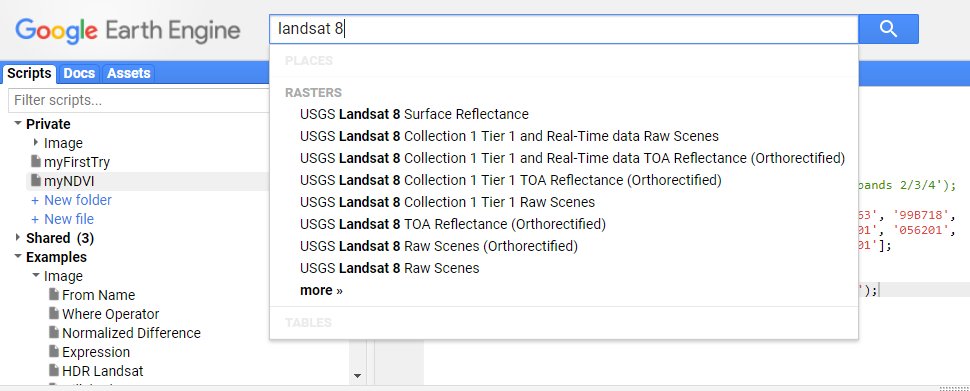 Google Earth Engine
landsat 8
PLACES
RASTERS
USGS Landsat 8 Surface Reflectance
USGS Landsat 8 Collection 1 Tier 1 and Real-Time data Raw Scenes
USGS Landsat 8 Collection 1 Tier 1 and Real-Time data TOA Reflectance (Orthorectified)
USGS Landsat 8 Collection 1 Tier 1 TOA Reflectance (Orthorectified)
USGS Landsat 8 Collection 1 Tier 1 Raw Scenes
USGS Landsat 8 TOA Reflectance (Orthorectified)
USGS Landsat 8 Raw Scenes (Orthorectified)
USGS Landsat 8 Raw Scenes
more »
TABLES
Scripts Docs Assets
Filter scripts...
Private
Image
myFirstTry
myNDVI
+ New folder
+ New file
Shared (3)
Examples
Image
From Name
Where Operator
Normalized Difference
Expression
HDR Landsat
ands 2/3/4');
63', '99B718',
01', '056201',
01'];
');